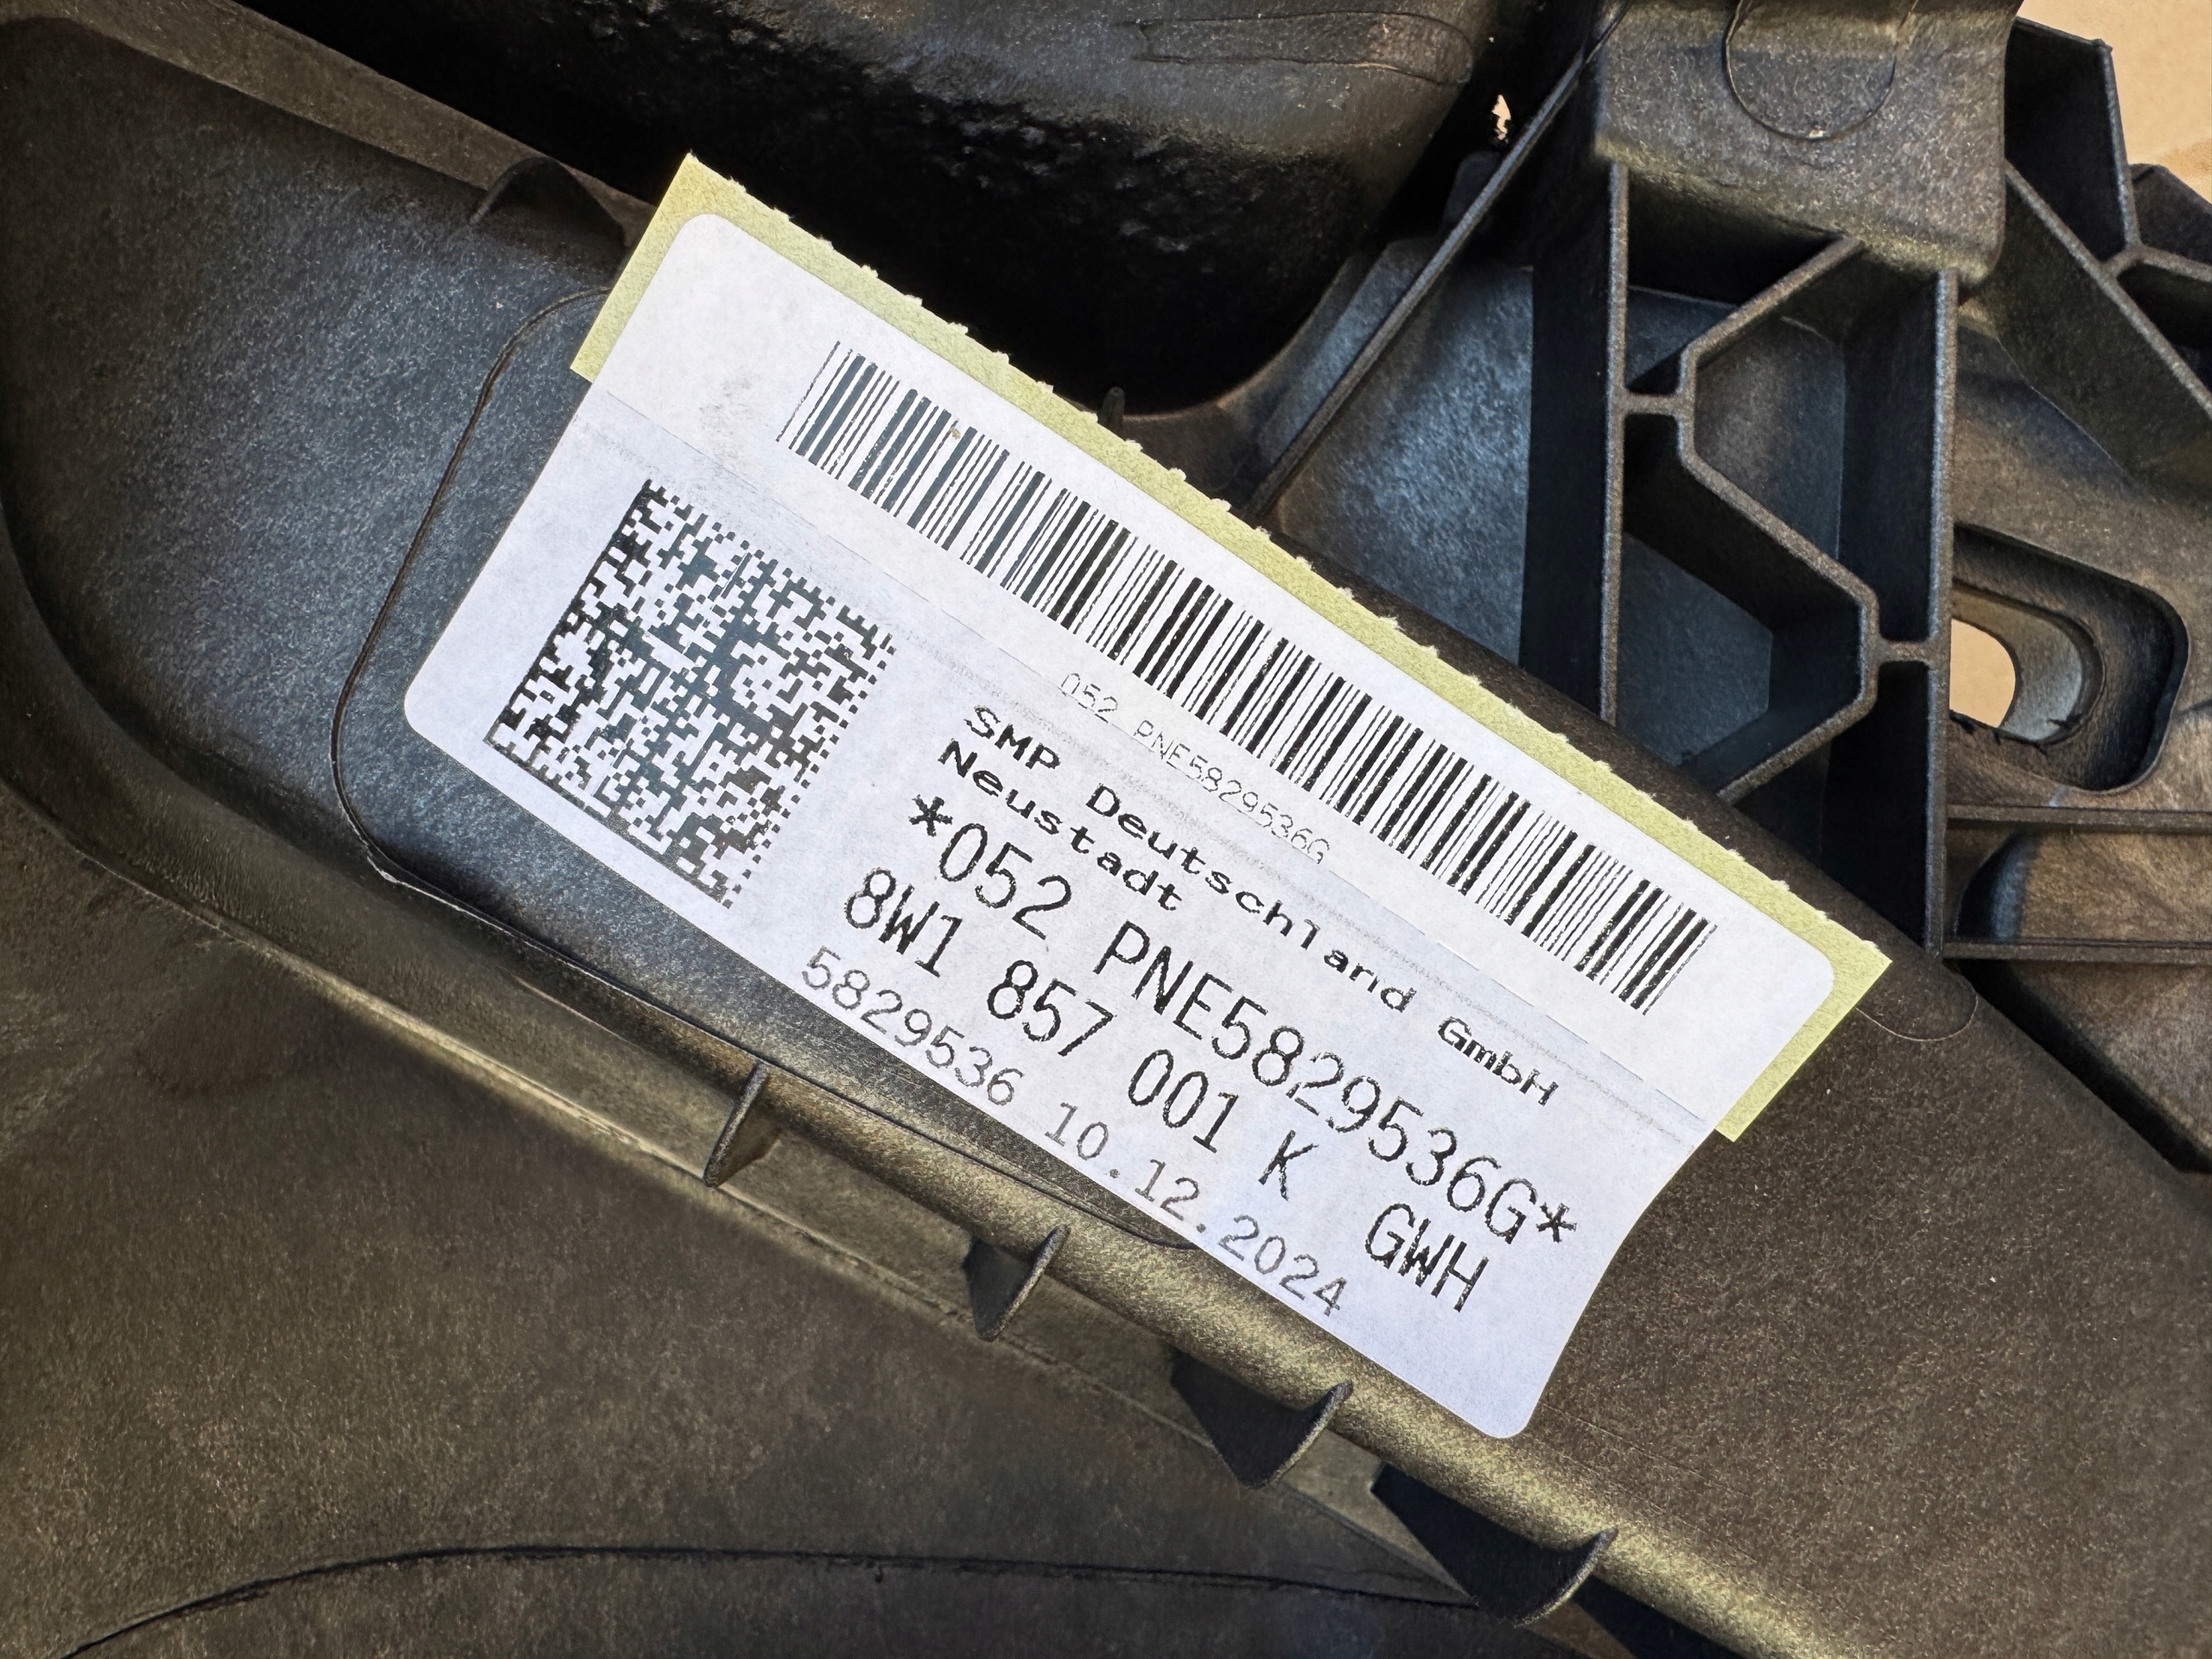 052 PNE5829536G
SMP Deutschland GmbH
Neustadt
*052 PNE5829536G*
8W1 857 001 K GWH
5829536 10.12.2024